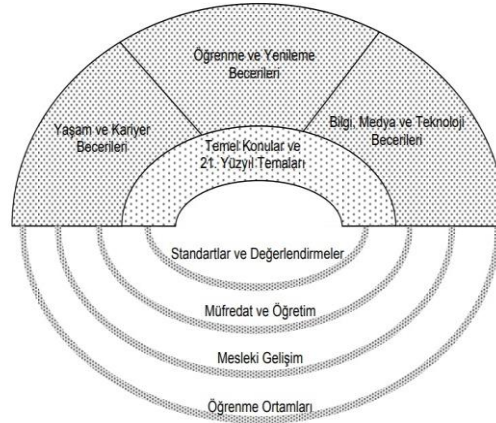 Öğrenme ve Yenileme
Becerileri
Yaşam ve Kariyer
Becerileri
Bilgi, Medya ve Teknoloji
Becerileri
Temel Konular ve
21. Yüzyıl Temaları
Standartlar ve Değerlendirmeler
Müfredat ve Öğretim
Mesleki Gelişim
Öğrenme Ortamları